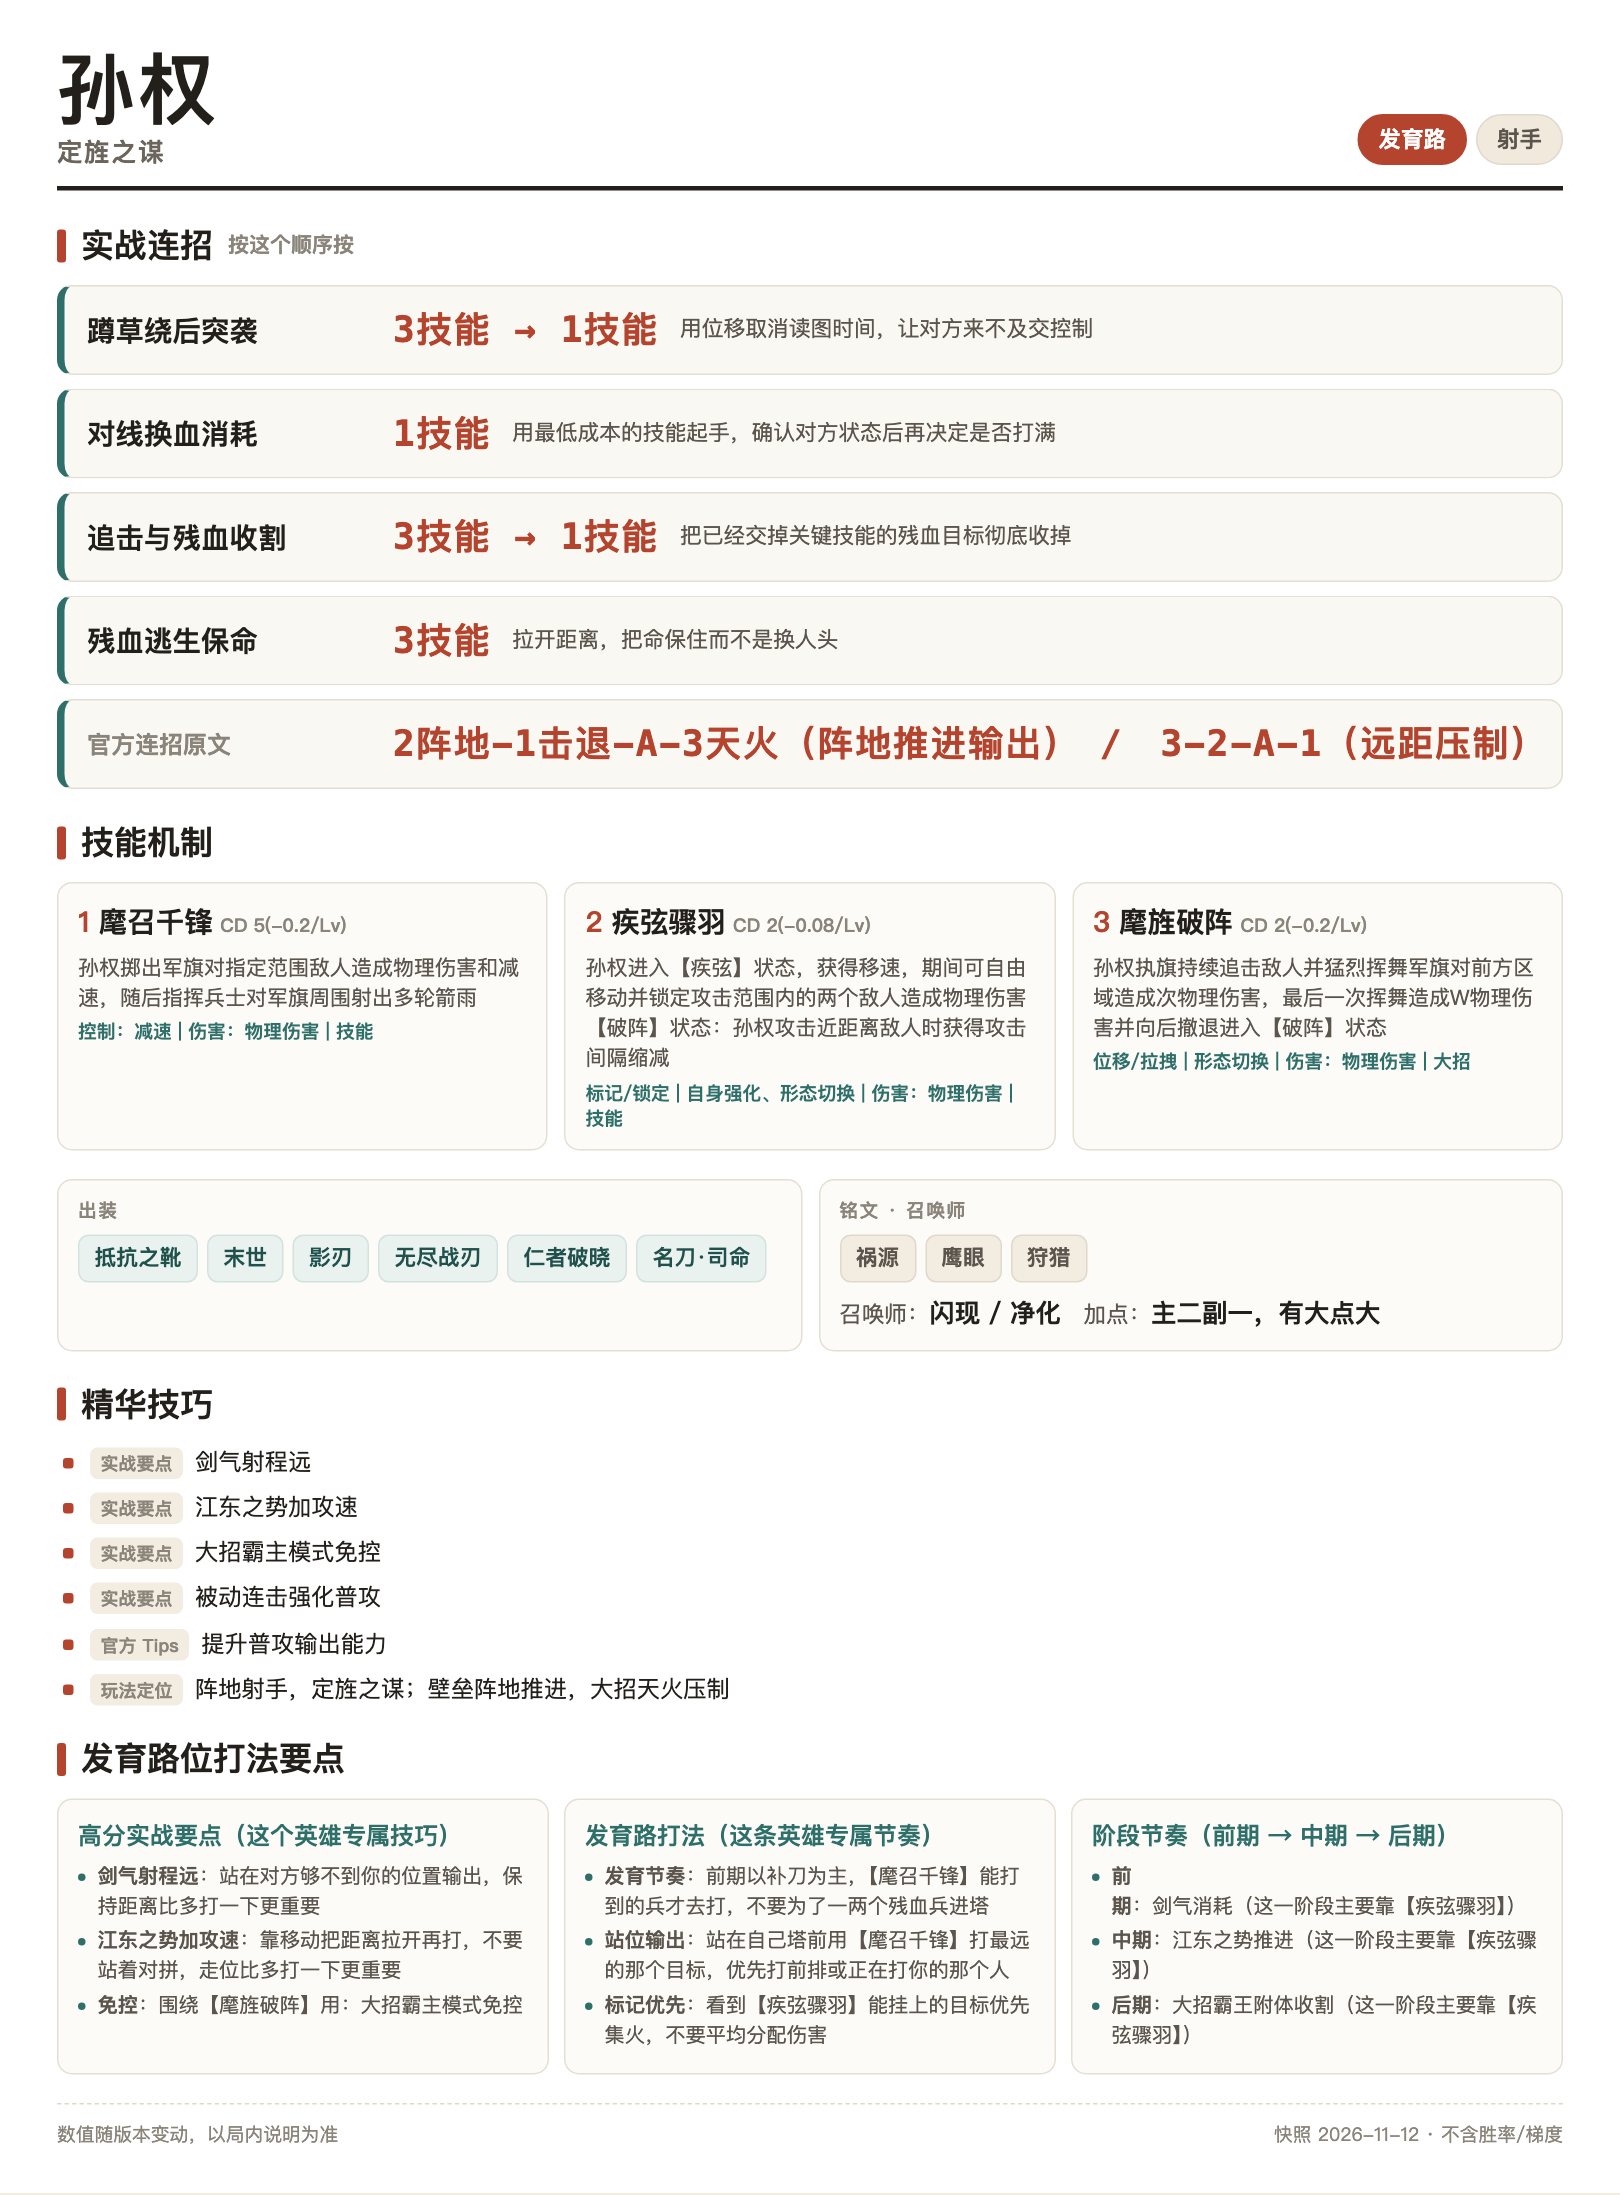 孙权
定旌之谋
发育路
射手
实战连招 按这个顺序按
蹲草绕后突袭 3技能 → 1技能 用位移取消读图时间，让对方来不及交控制
对线换血消耗 1技能 用最低成本的技能起手，确认对方状态后再决定是否打满
追击与残血收割 3技能 → 1技能 把已经交掉关键技能的残血目标彻底收掉
残血逃生保命 3技能 拉开距离，把命保住而不是换人头
官方连招原文 2阵地-1击退-A-3天火（阵地推进输出） / 3-2-A-1（远距压制）
技能机制
1 麾召千锋 CD 5(-0.2/Lv)
孙权掷出军旗对指定范围敌人造成物理伤害和减
速，随后指挥兵士对军旗周围射出多轮箭雨
控制：减速 | 伤害：物理伤害 | 技能
2 疾弦骤羽 CD 2(-0.08/Lv)
孙权进入【疾弦】状态，获得移速，期间可自由
移动并锁定攻击范围内的两个敌人造成物理伤害
【破阵】状态：孙权攻击近距离敌人时获得攻击
间隔缩减
标记/锁定 | 自身强化、形态切换 | 伤害：物理伤害 |
技能
3 麾旌破阵 CD 2(-0.2/Lv)
孙权执旗持续追击敌人并猛烈挥舞军旗对前方区
域造成次物理伤害，最后一次挥舞造成W物理伤
害并向后撤退进入【破阵】状态
位移/拉拽 | 形态切换 | 伤害：物理伤害 | 大招
出装
抵抗之靴 末世 影刃 无尽战刃 仁者破晓 名刀·司命
铭文 · 召唤师
祸源 鹰眼 狩猎
召唤师：闪现 / 净化 加点：主二副一，有大点大
精华技巧
实战要点 剑气射程远
实战要点 江东之势加攻速
实战要点 大招霸主模式免控
实战要点 被动连击强化普攻
官方 Tips 提升普攻输出能力
玩法定位 阵地射手，定旌之谋；壁垒阵地推进，大招天火压制
发育路位打法要点
高分实战要点（这个英雄专属技巧）
剑气射程远：站在对方够不到你的位置输出，保
持距离比多打一下更重要
江东之势加攻速：靠移动把距离拉开再打，不要
站着对拼，走位比多打一下更重要
免控：围绕【麾旌破阵】用：大招霸主模式免控
发育路打法（这条英雄专属节奏）
发育节奏：前期以补刀为主，【麾召千锋】能打
到的兵才去打，不要为了一两个残血兵进塔
站位输出：站在自己塔前用【麾召千锋】打最远
的那个目标，优先打前排或正在打你的那个人
标记优先：看到【疾弦骤羽】能挂上的目标优先
集火，不要平均分配伤害
阶段节奏（前期 → 中期 → 后期）
前
期：剑气消耗（这一阶段主要靠【疾弦骤羽】）
中期：江东之势推进（这一阶段主要靠【疾弦骤
羽】）
后期：大招霸王附体收割（这一阶段主要靠【疾
弦骤羽】）
数值随版本变动，以局内说明为准
快照 2026-11-12 · 不含胜率/梯度